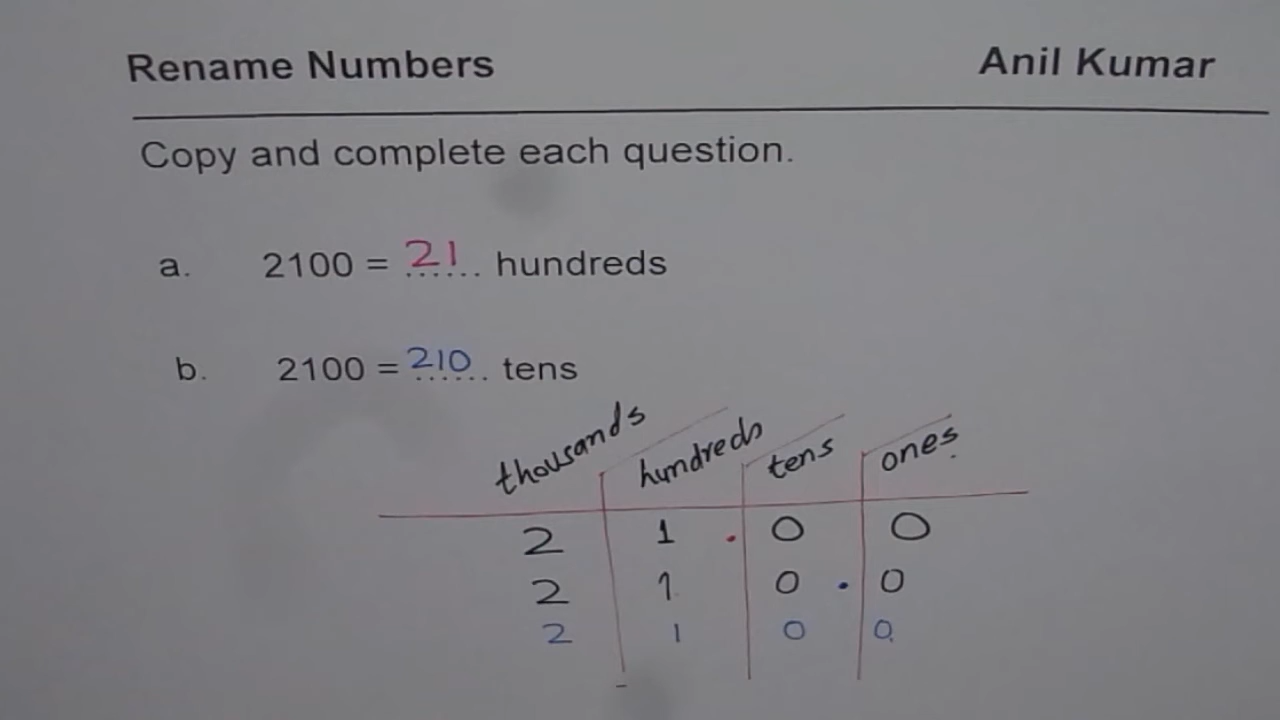 Rename Numbers Anil Kumar
Copy and complete each question.
a. 2100 = 21 hundreds
b. 2100 = 210 tens
thousands hundreds tens ones
2 1 . 0 0
2 1 0 . 0
2 1 0 0.